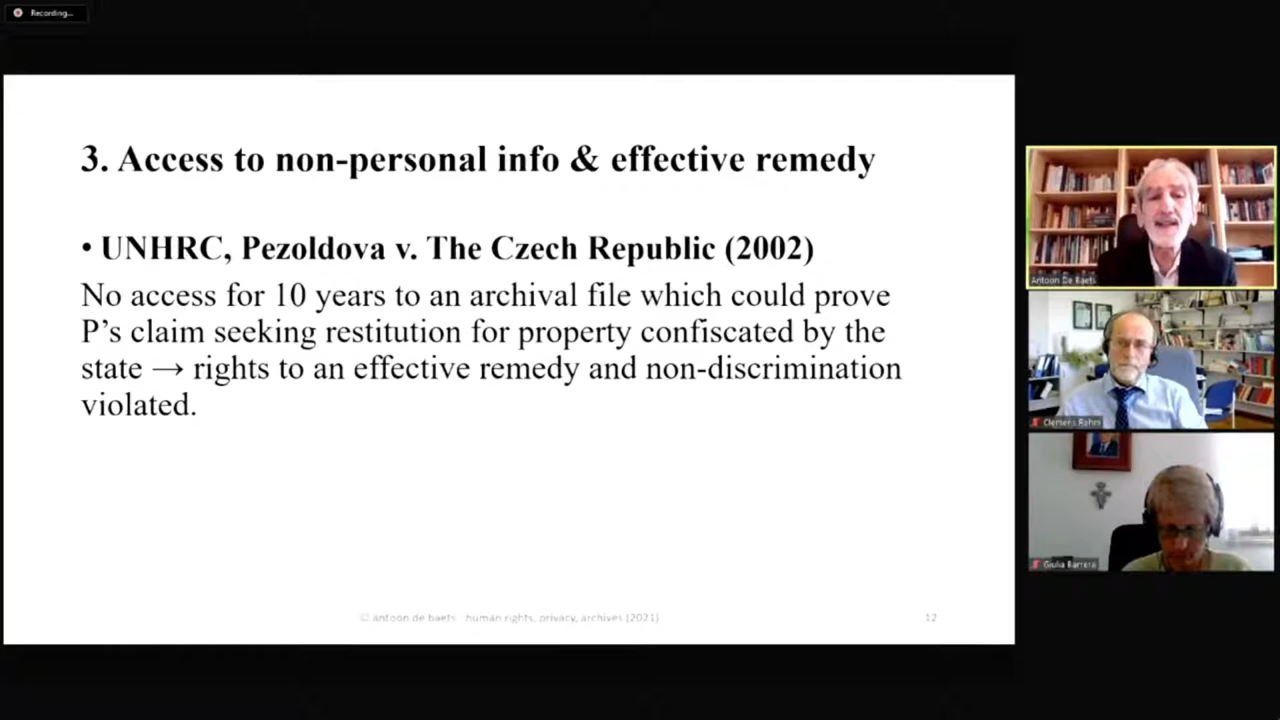 Recording...
3. Access to non-personal info & effective remedy
• UNHRC, Pezoldova v. The Czech Republic (2002)
No access for 10 years to an archival file which could prove
P’s claim seeking restitution for property confiscated by the
state → rights to an effective remedy and non-discrimination
violated.
© antoon de baets human rights, privacy, archives (2021)
12
Antoon De Baets
Clemens Rehm
Giulia Barrera